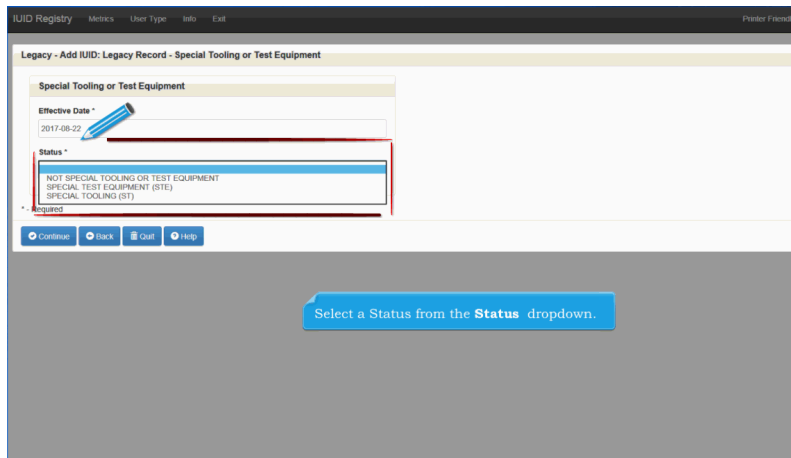 IUID Registry Metrics User Type Info Exit Printer Friend
Legacy - Add IUID: Legacy Record - Special Tooling or Test Equipment
Special Tooling or Test Equipment
Effective Date *
2017-08-22
Status *
NOT SPECIAL TOOLING OR TEST EQUIPMENT
SPECIAL TEST EQUIPMENT (STE)
SPECIAL TOOLING (ST)
* - Required
Continue Back Quit Help
Select a Status from the Status dropdown.